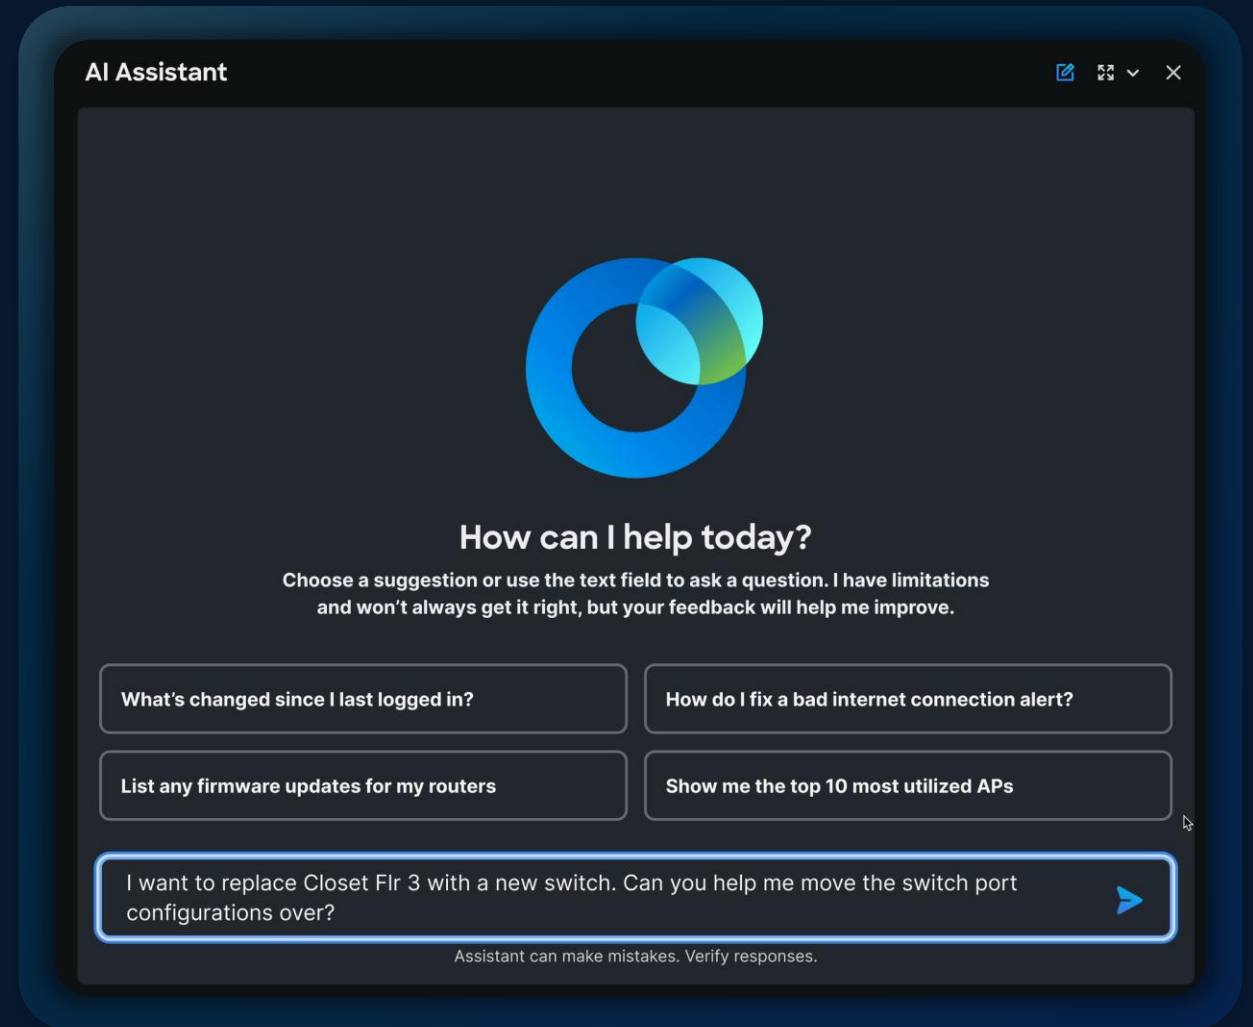 AI Assistant
How can I help today?
Choose a suggestion or use the text field to ask a question. I have limitations
and won’t always get it right, but your feedback will help me improve.
What’s changed since I last logged in?
How do I fix a bad internet connection alert?
List any firmware updates for my routers
Show me the top 10 most utilized APs
I want to replace Closet Flr 3 with a new switch. Can you help me move the switch port
configurations over?
Assistant can make mistakes. Verify responses.